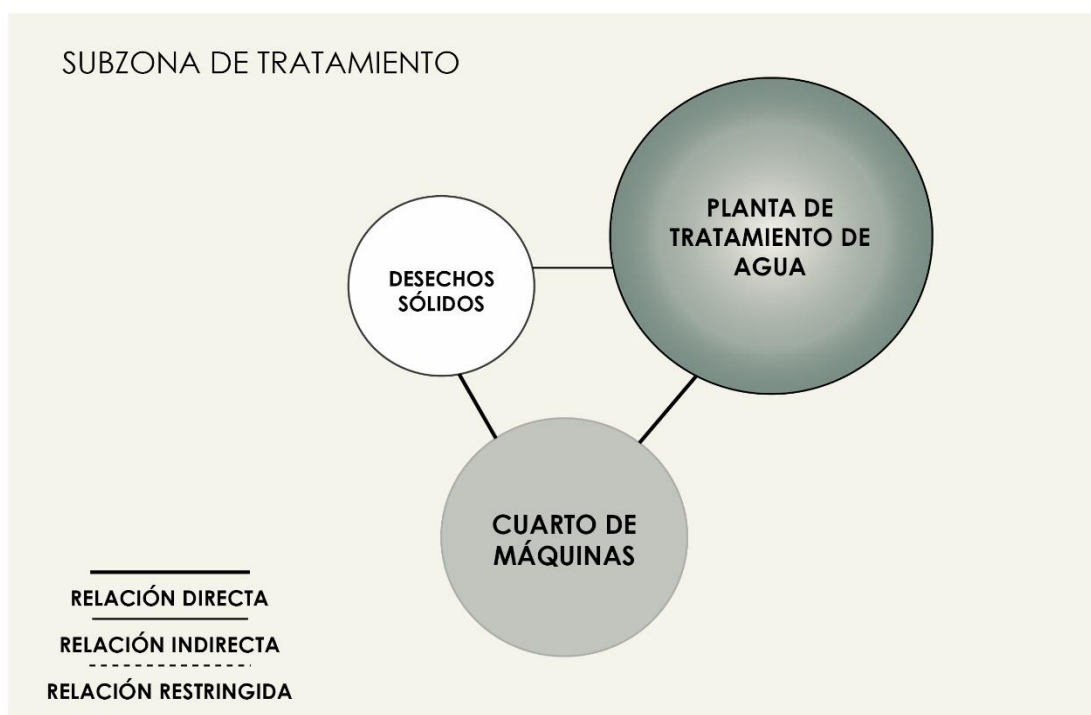 SUBZONA DE TRATAMIENTO
PLANTA DE
TRATAMIENTO DE
AGUA
DESECHOS
SÓLIDOS
CUARTO DE
MÁQUINAS
RELACIÓN DIRECTA
RELACIÓN INDIRECTA
RELACIÓN RESTRINGIDA